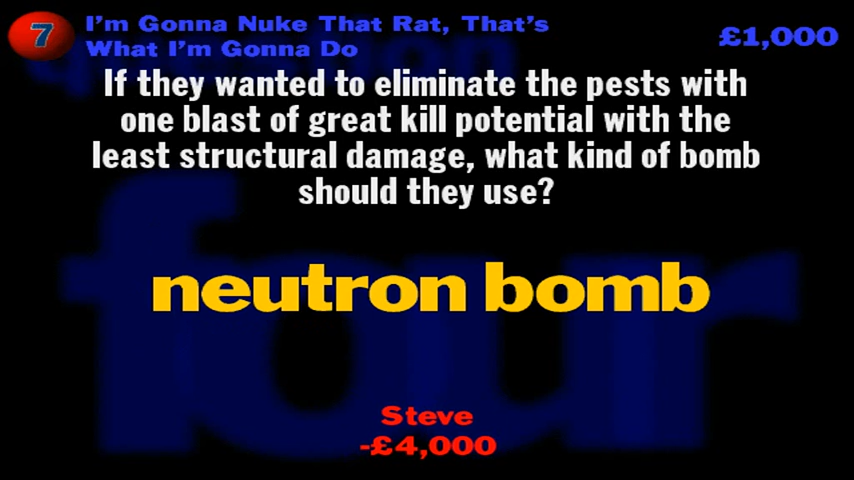 7
I'm Gonna Nuke That Rat, That's
What I'm Gonna Do
£1,000
If they wanted to eliminate the pests with
one blast of great kill potential with the
least structural damage, what kind of bomb
should they use?
neutron bomb
four
Steve
-£4,000